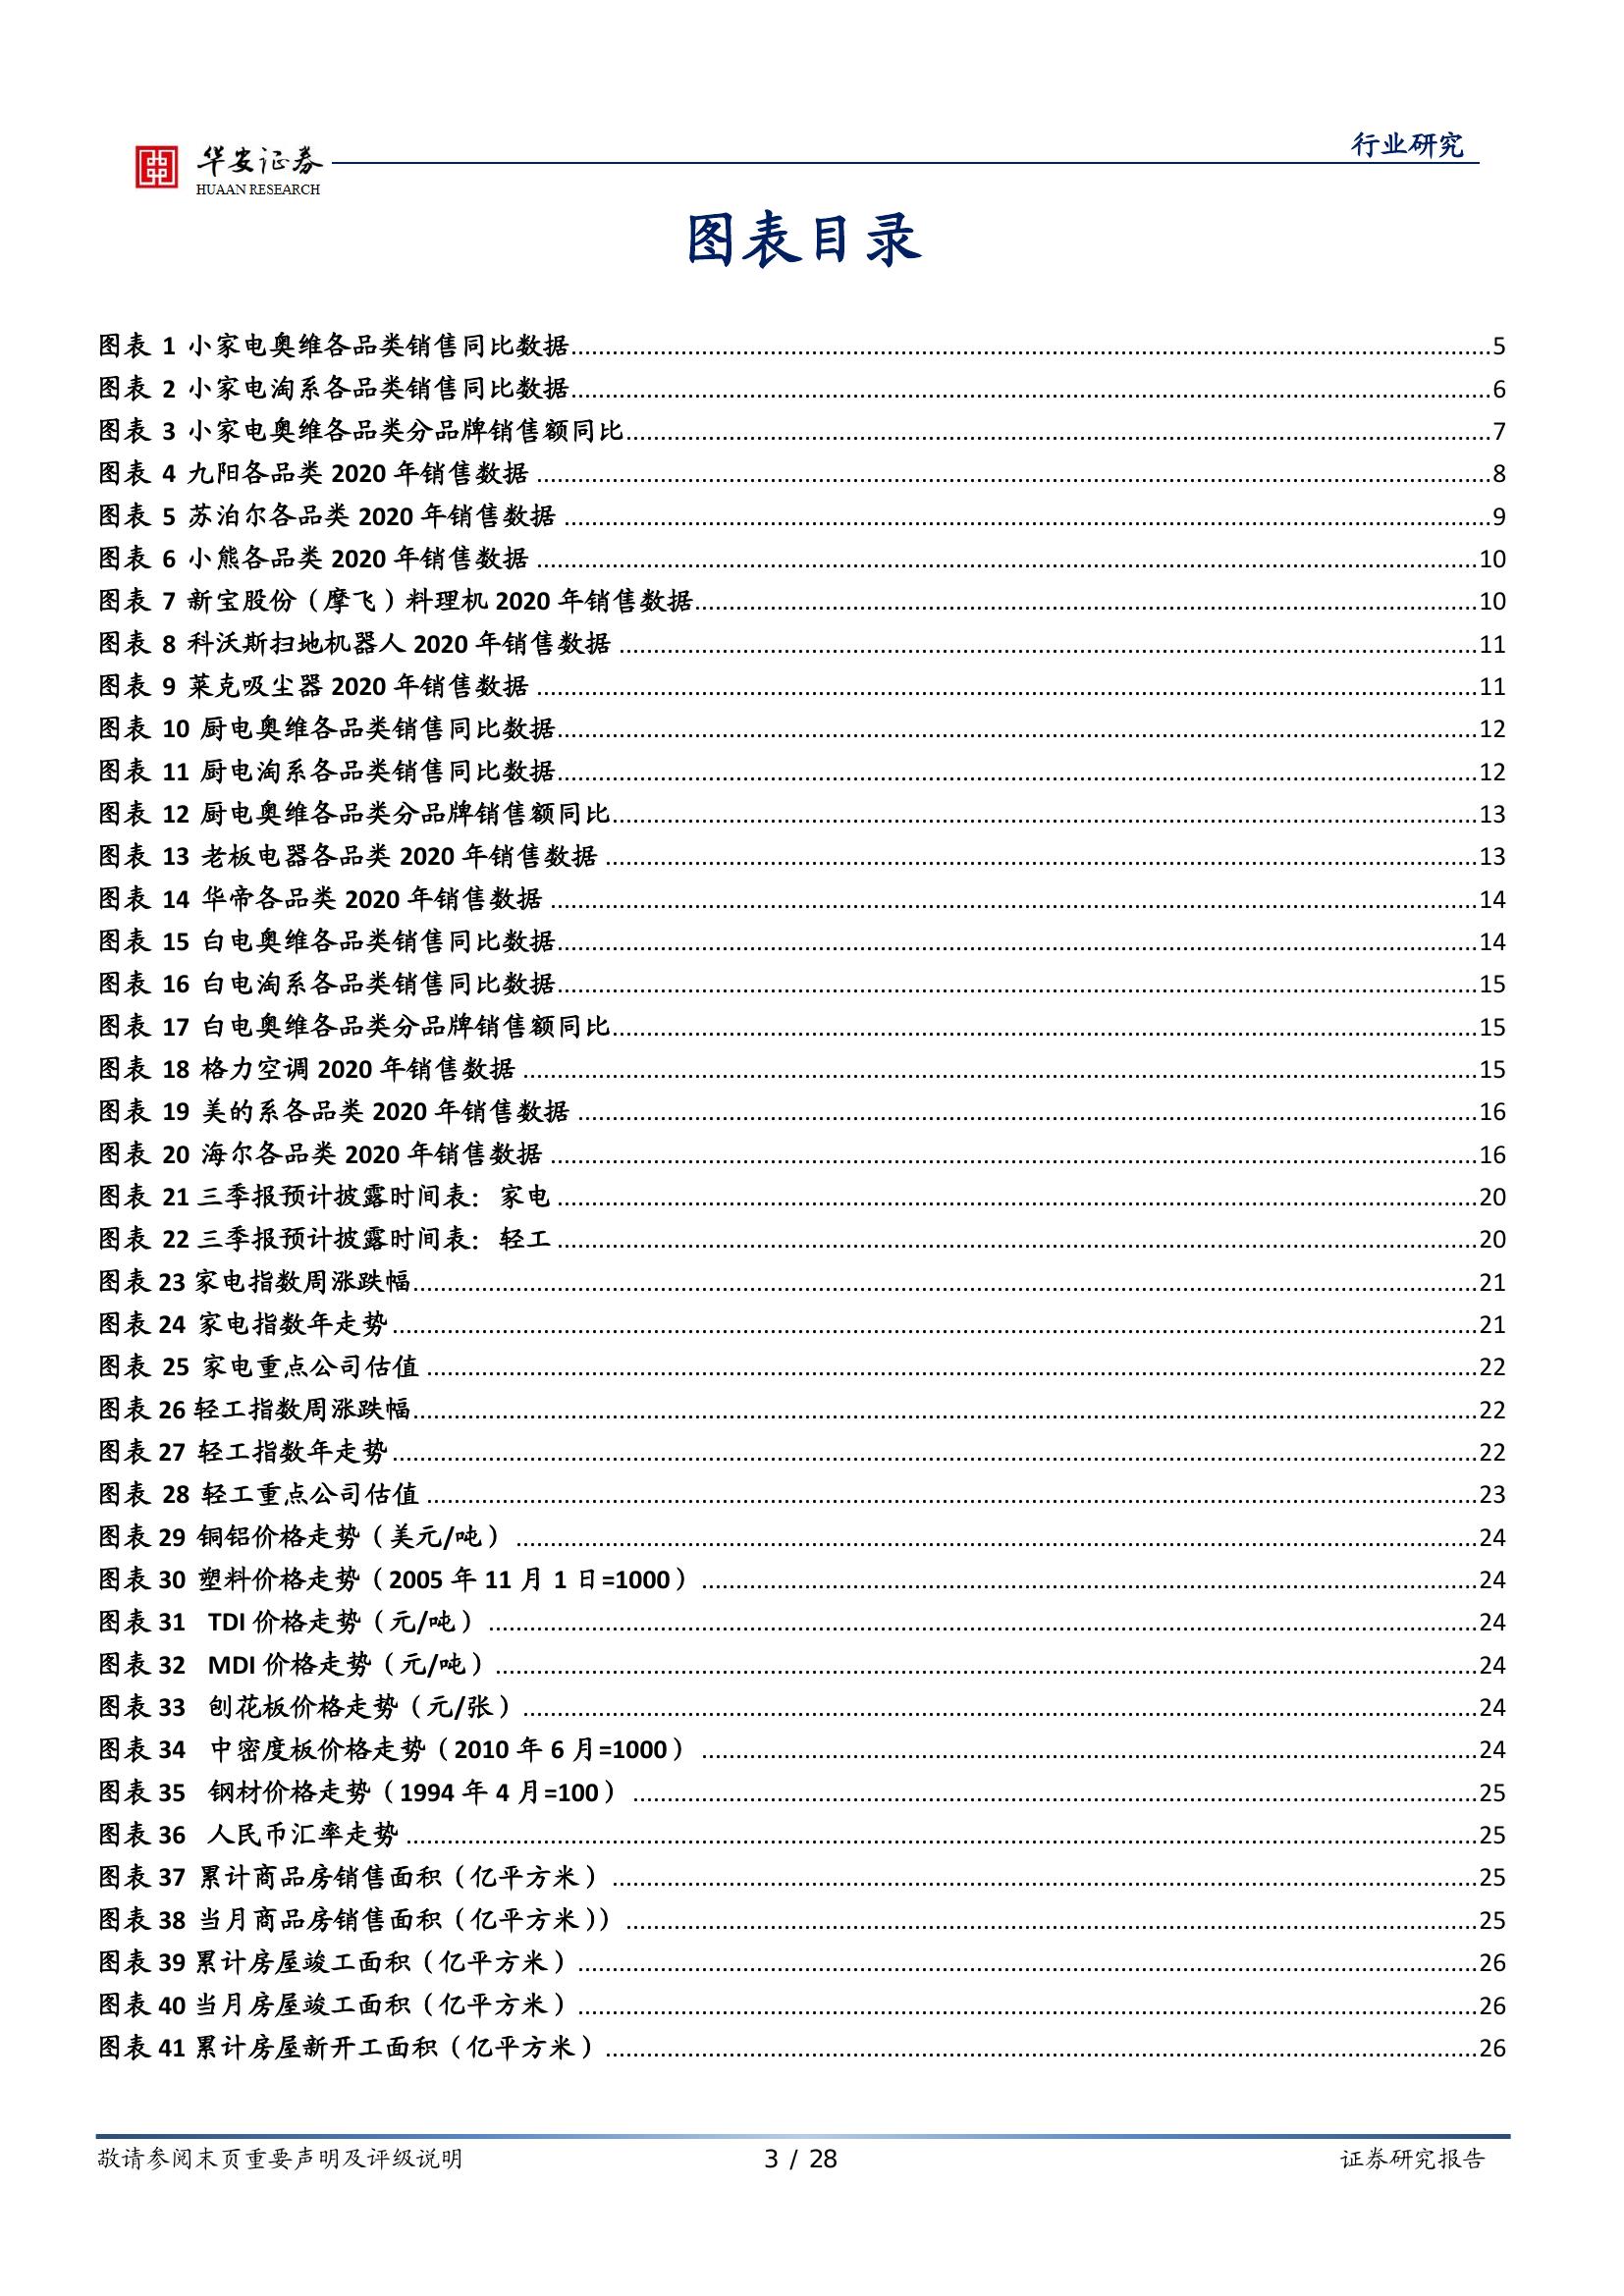 行业研究
华安证券
HUAAN RESEARCH
图表目录
图表 1 小家电奥维各品类销售同比数据........5
图表 2 小家电淘系各品类销售同比数据........6
图表 3 小家电奥维各品类分品牌销售额同比........7
图表 4 九阳各品类 2020 年销售数据........8
图表 5 苏泊尔各品类 2020 年销售数据........9
图表 6 小熊各品类 2020 年销售数据........10
图表 7 新宝股份（摩飞）料理机 2020 年销售数据........10
图表 8 科沃斯扫地机器人 2020 年销售数据........11
图表 9 莱克吸尘器 2020 年销售数据........11
图表 10 厨电奥维各品类销售同比数据........12
图表 11 厨电淘系各品类销售同比数据........12
图表 12 厨电奥维各品类分品牌销售额同比........13
图表 13 老板电器各品类 2020 年销售数据........13
图表 14 华帝各品类 2020 年销售数据........14
图表 15 白电奥维各品类销售同比数据........14
图表 16 白电淘系各品类销售同比数据........15
图表 17 白电奥维各品类分品牌销售额同比........15
图表 18 格力空调 2020 年销售数据........15
图表 19 美的系各品类 2020 年销售数据........16
图表 20 海尔各品类 2020 年销售数据........16
图表 21 三季报预计披露时间表： 家电........20
图表 22 三季报预计披露时间表： 轻工........20
图表 23 家电指数周涨跌幅........21
图表 24 家电指数年走势........21
图表 25 家电重点公司估值........22
图表 26 轻工指数周涨跌幅........22
图表 27 轻工指数年走势........22
图表 28 轻工重点公司估值........23
图表 29 铜铝价格走势（美元/吨）........24
图表 30 塑料价格走势（2005 年 11 月 1 日=1000）........24
图表 31 TDI 价格走势（元/吨）........24
图表 32 MDI 价格走势（元/吨）........24
图表 33 刨花板价格走势（元/张）........24
图表 34 中密度板价格走势（2010 年 6 月=1000）........24
图表 35 钢材价格走势（1994 年 4 月=100）........25
图表 36 人民币汇率走势........25
图表 37 累计商品房销售面积（亿平方米）........25
图表 38 当月商品房销售面积（亿平方米））........25
图表 39 累计房屋竣工面积（亿平方米）........26
图表 40 当月房屋竣工面积（亿平方米）........26
图表 41 累计房屋新开工面积（亿平方米）........26
敬请参阅末页重要声明及评级说明 3 / 28 证券研究报告